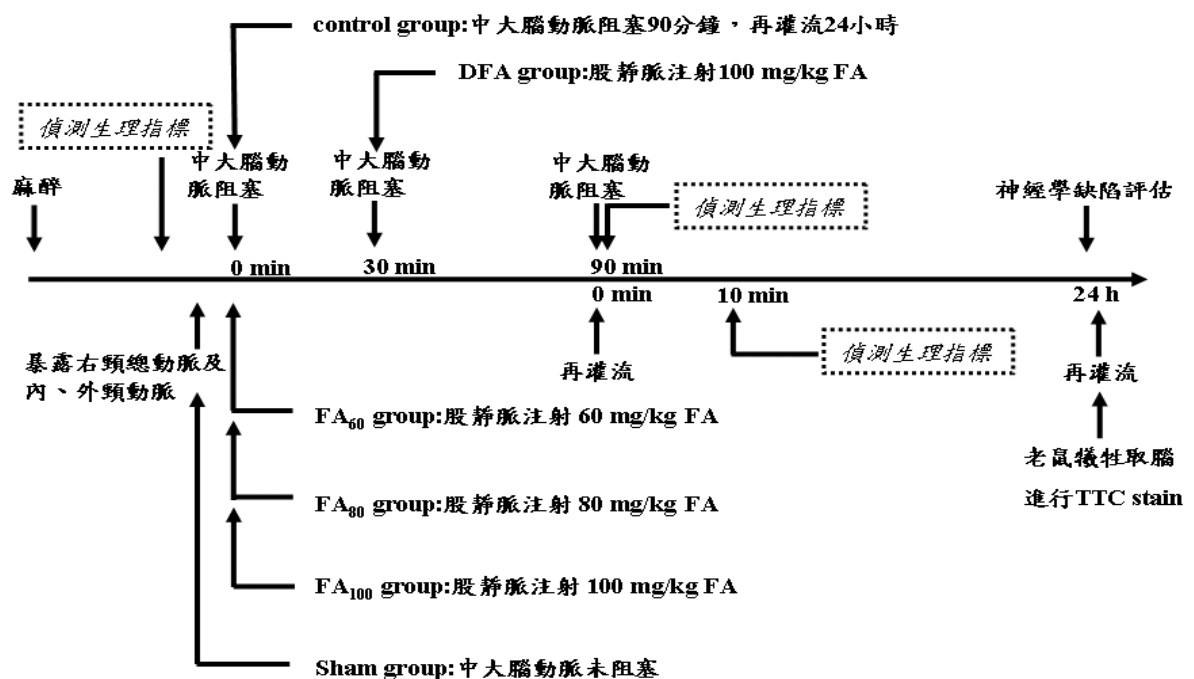 control group:中大腦動脈阻塞90分鐘，再灌流24小時
DFA group:股靜脈注射100 mg/kg FA
偵測生理指標
麻醉
中大腦動
脈阻塞
中大腦動
脈阻塞
中大腦動
脈阻塞
偵測生理指標
神經學缺陷評估
0 min
30 min
90 min
0 min
10 min
24 h
暴露右頸總動脈及
內、外頸動脈
再灌流
偵測生理指標
再灌流
FA60 group:股靜脈注射 60 mg/kg FA
老鼠犧牲取腦
進行TTC stain
FA80 group:股靜脈注射 80 mg/kg FA
FA100 group:股靜脈注射 100 mg/kg FA
Sham group:中大腦動脈未阻塞